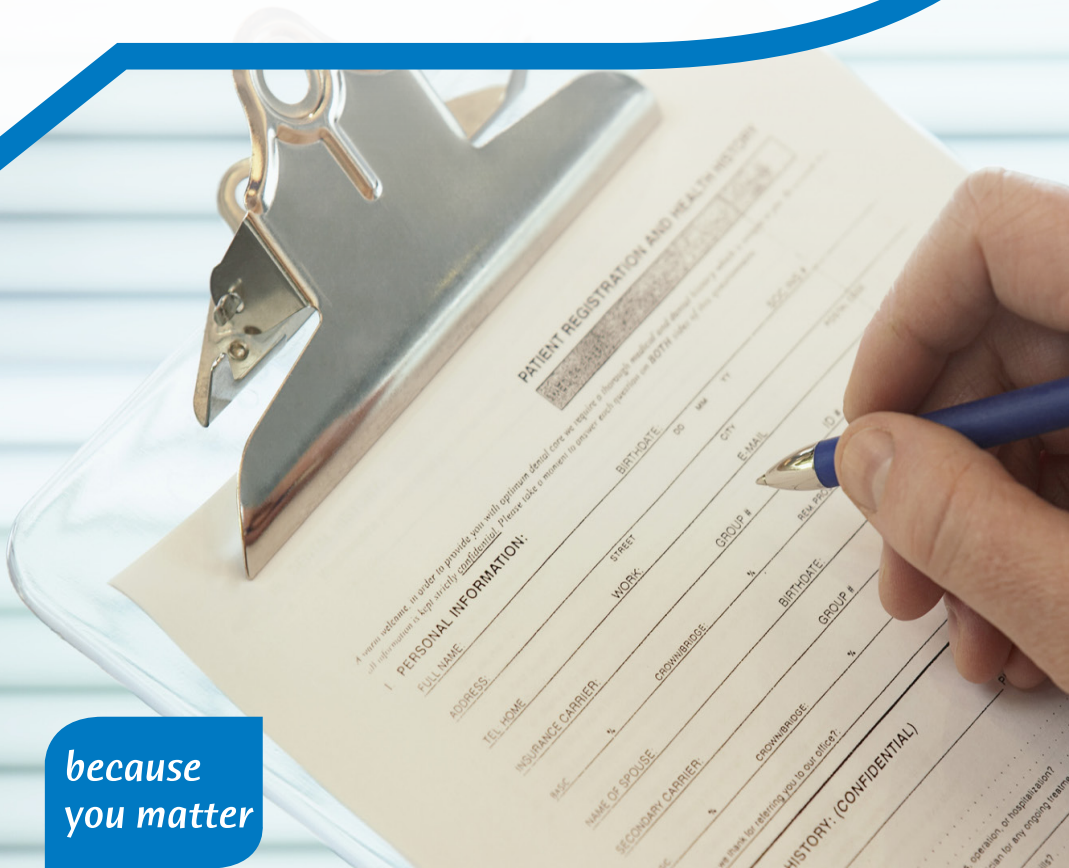 PATIENT REGISTRATION AND HEALTH HISTORY
A warm welcome, in order to provide you with optimum dental care we require a thorough medical and dental history
all information is kept strictly confidential. Please take a moment to answer each question on BOTH sides of this questionnaire
I. PERSONAL INFORMATION:
FULL NAME BIRTHDATE: DD MM YY SOC. INS. #
ADDRESS: STREET CITY POSTAL CODE
TEL. HOME WORK: E-MAIL
INSURANCE CARRIER: GROUP # ID #
BASIC % CROWN/BRIDGE: % REM. PRO
NAME OF SPOUSE BIRTHDATE:
SECONDARY CARRIER: GROUP #
% CROWN/BRIDGE: %
we thank for referring you to our office?:
HISTORY: (CONFIDENTIAL)
operation, or hospitalization?
for any ongoing treatme
because
you matter